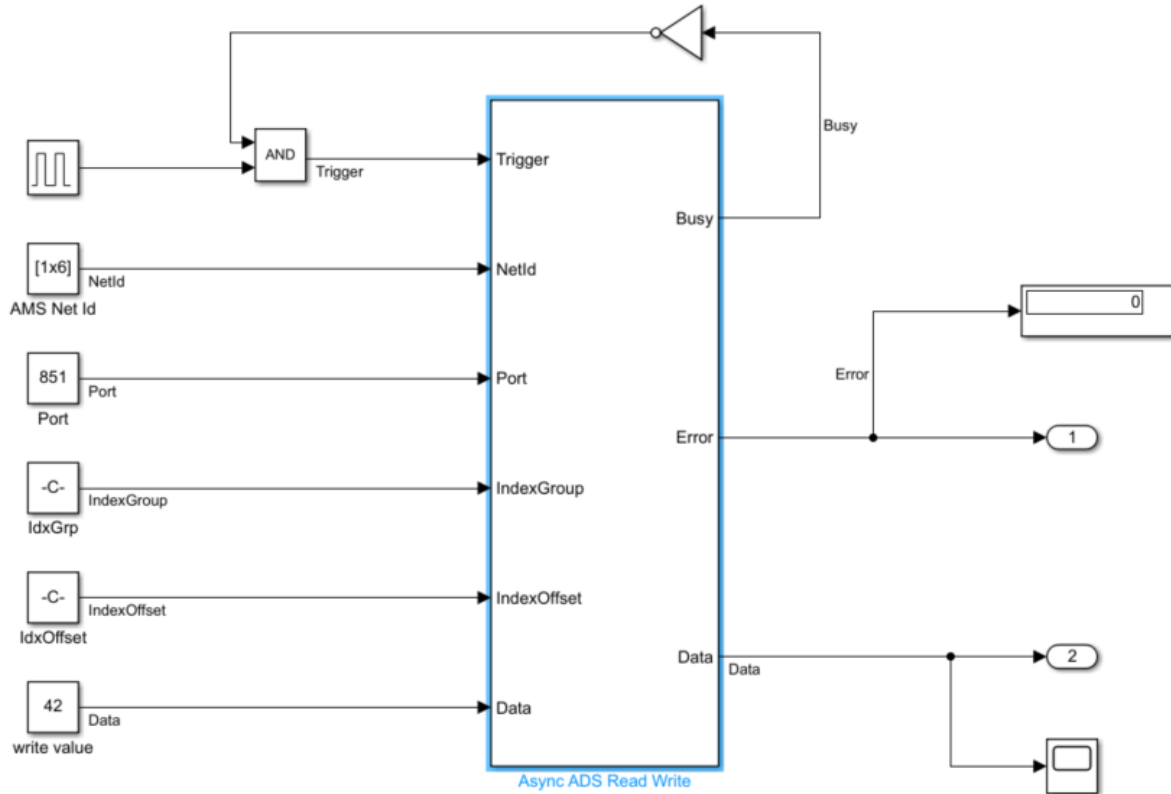 Busy
AND
Trigger
Trigger
Busy
[1x6]
NetId
NetId
AMS Net Id
0
851
Port
Port
Port
Error
Error
1
-C-
IndexGroup
IndexGroup
IdxGrp
-C-
IndexOffset
IndexOffset
IdxOffset
Data
Data
2
42
Data
Data
write value
Async ADS Read Write